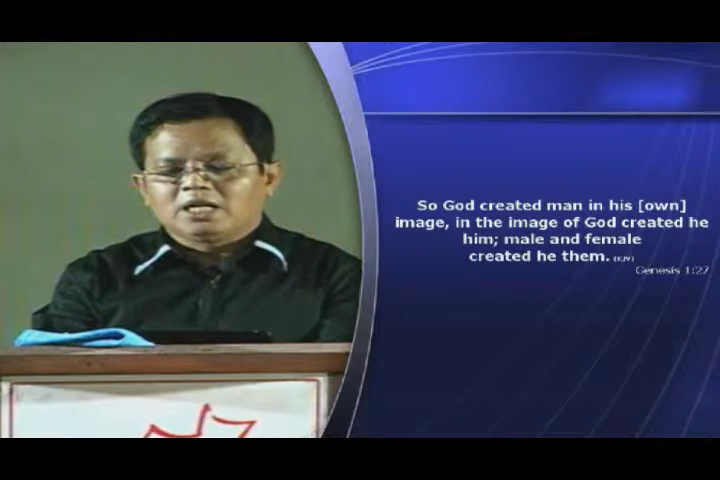 So God created man in his [own]
image, in the image of God created he
him; male and female
created he them. (KJV)
Genesis 1:27